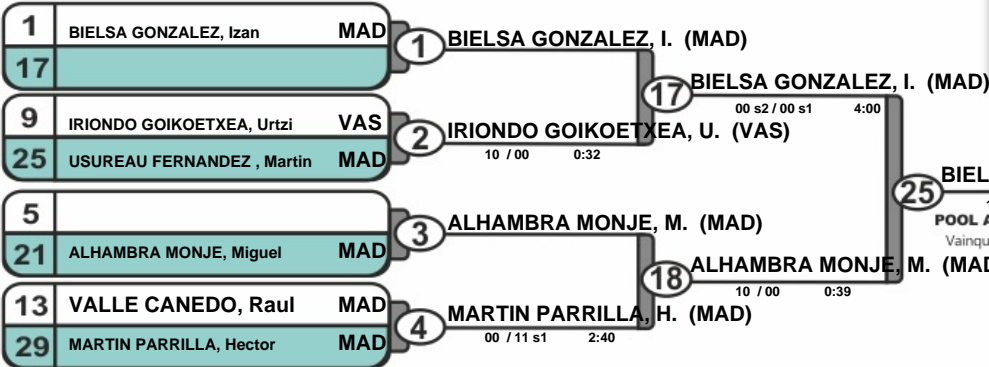 1 BIELSA GONZALEZ, Izan MAD
17
1 BIELSA GONZALEZ, I. (MAD)
9 IRIONDO GOIKOETXEA, Urtzi VAS
25 USUREAU FERNANDEZ , Martin MAD
2 IRIONDO GOIKOETXEA, U. (VAS)
10 / 00 0:32
17 BIELSA GONZALEZ, I. (MAD)
00 s2 / 00 s1 4:00
5
21 ALHAMBRA MONJE, Miguel MAD
3 ALHAMBRA MONJE, M. (MAD)
13 VALLE CANEDO, Raul MAD
29 MARTIN PARRILLA, Hector MAD
4 MARTIN PARRILLA, H. (MAD)
00 / 11 s1 2:40
18 ALHAMBRA MONJE, M. (MAD
10 / 00 0:39
25 BIEL
POOL A
Vainqu